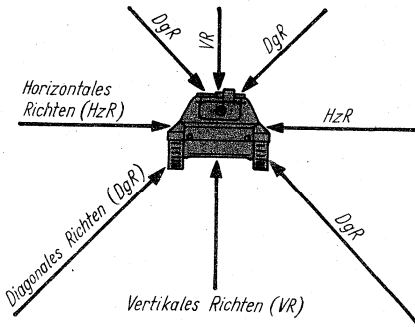 DgR
VR
DgR
Horizontales
Richten (HzR)
HzR
Diagonales Richten (DgR)
DgR
Vertikales Richten (VR)